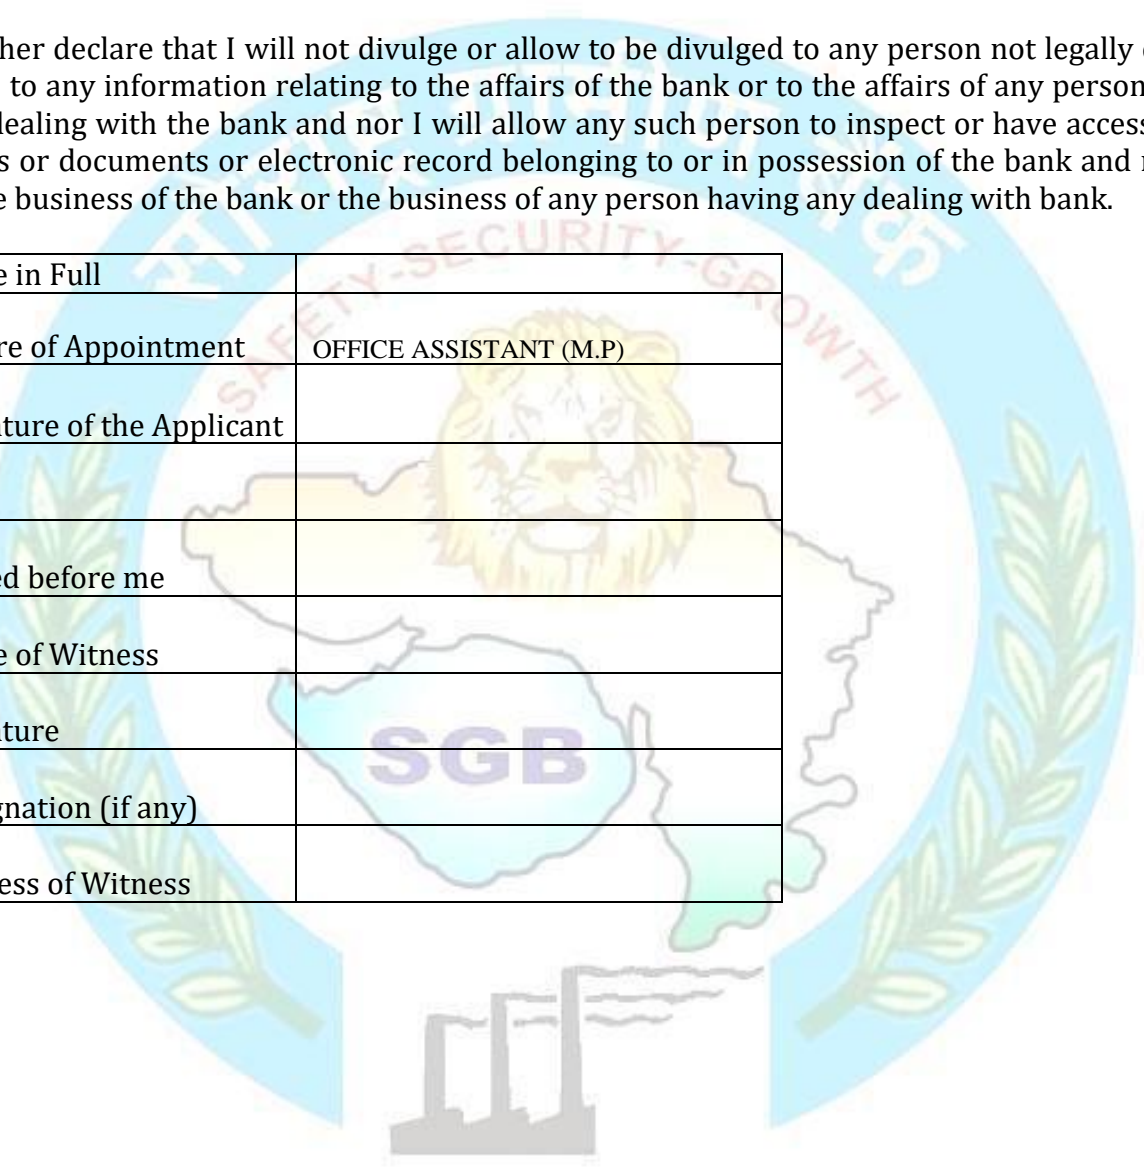 her declare that I will not divulge or allow to be divulged to any person not legally
to any information relating to the affairs of the bank or to the affairs of any person
dealing with the bank and nor I will allow any such person to inspect or have access
s or documents or electronic record belonging to or in possession of the bank and
e business of the bank or the business of any person having any dealing with bank.
सौराष्ट्र ग्रामीण बैंक
SAFETY-SECURITY-GROWTH
e in Full
re of Appointment OFFICE ASSISTANT (M.P)
ture of the Applicant
ed before me
e of Witness
ture
SGB
gnation (if any)
ess of Witness